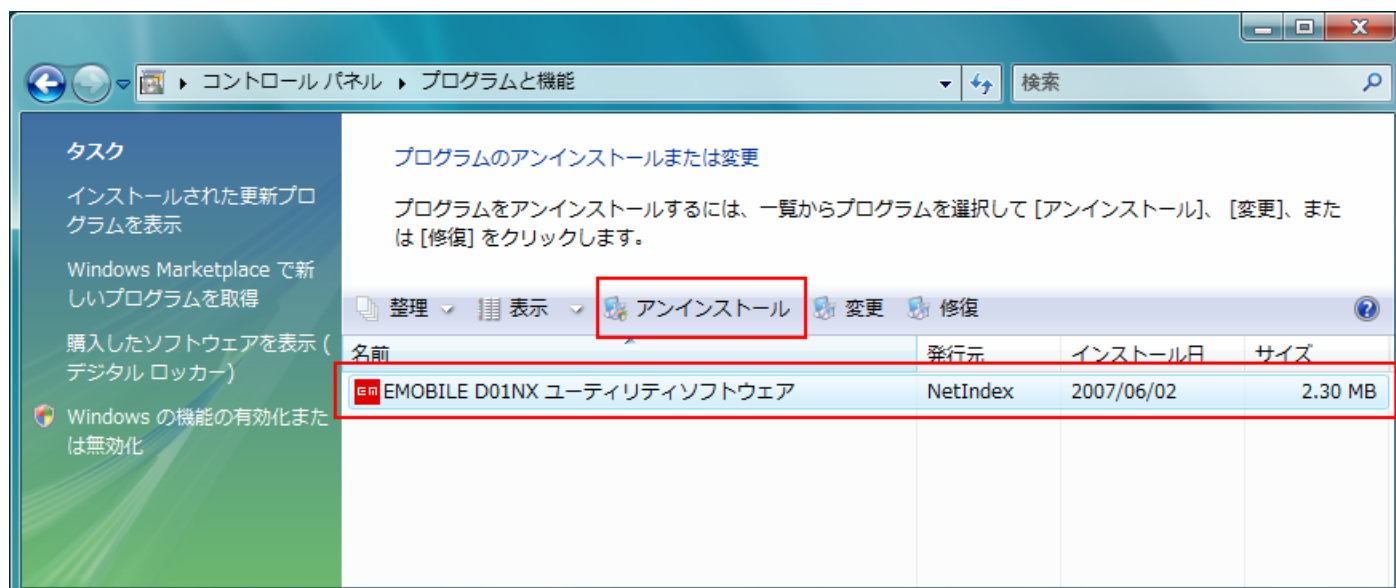 コントロール パネル ▸ プログラムと機能
検索
タスク
インストールされた更新プロ
グラムを表示
Windows Marketplace で新
しいプログラムを取得
購入したソフトウェアを表示 (
デジタル ロッカー)
Windows の機能の有効化また
は無効化
プログラムのアンインストールまたは変更
プログラムをアンインストールするには、一覧からプログラムを選択して [アンインストール]、 [変更]、また
は [修復] をクリックします。
整理 表示 アンインストール 変更 修復
名前 発行元 インストール日 サイズ
EM EMOBILE D01NX ユーティリティソフトウェア NetIndex 2007/06/02 2.30 MB